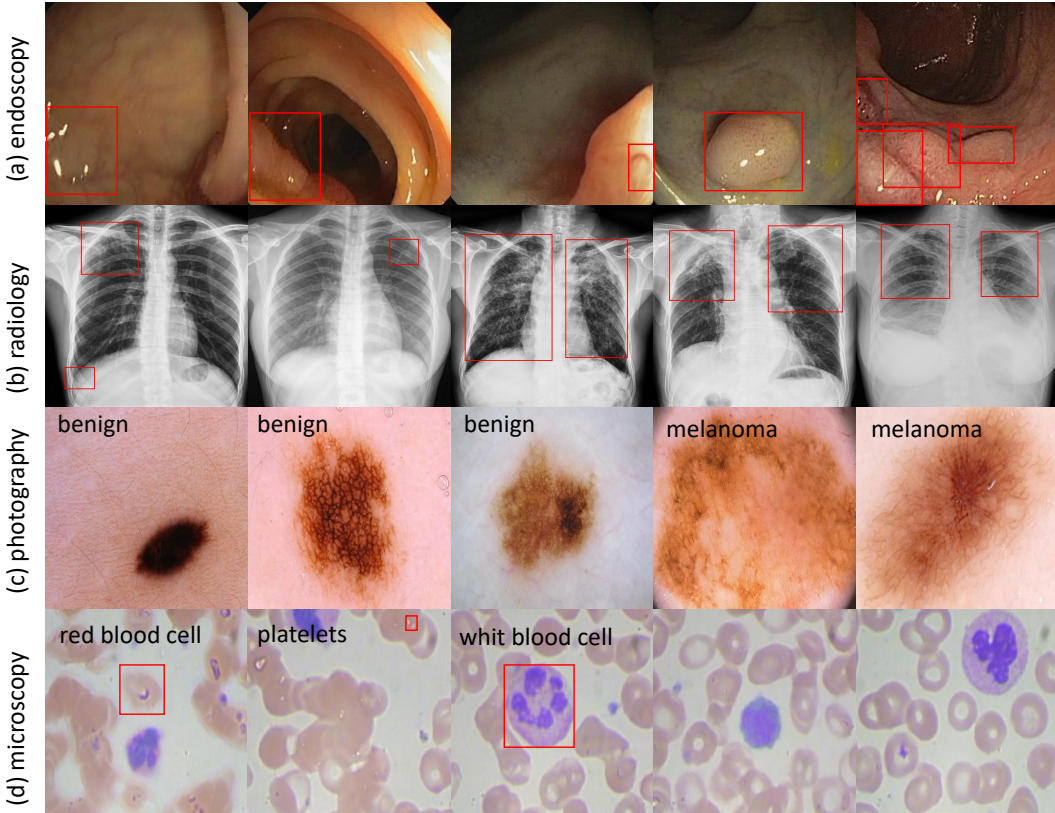 (a) endoscopy
(b) radiology
(c) photography
benign
benign
benign
melanoma
melanoma
(d) microscopy
red blood cell
platelets
whit blood cell